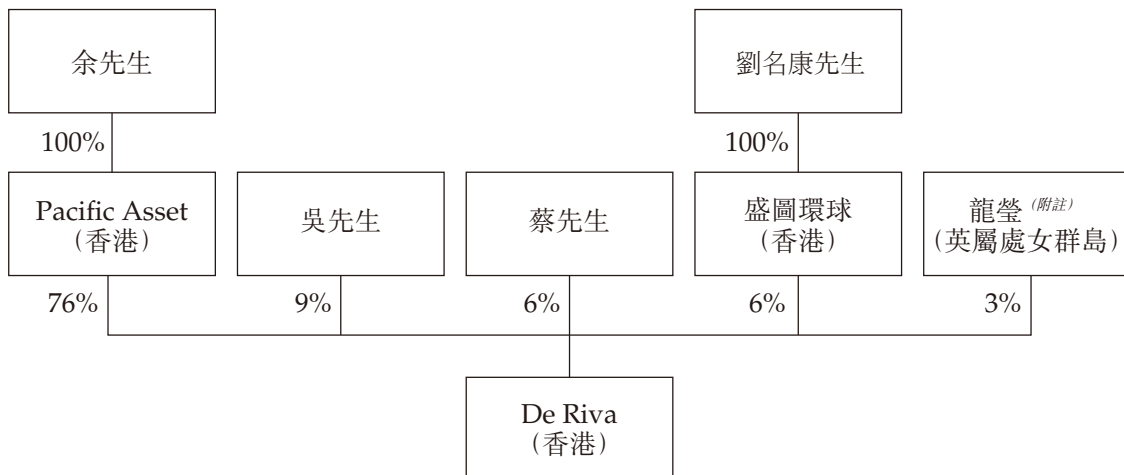 余先生
劉名康先生
100%
100%
Pacific Asset
（香港）
吳先生
蔡先生
盛圖環球
（香港）
龍瑩（附註）
（英屬處女群島）
76%
9%
6%
6%
3%
De Riva
（香港）